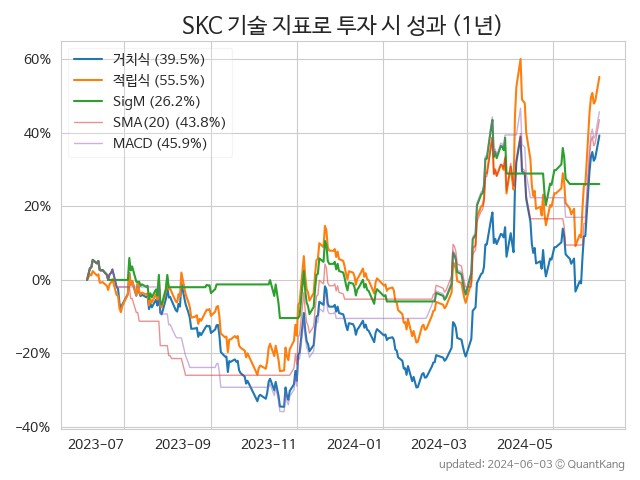 SKC 기술 지표로 투자 시 성과 (1년)
거치식 (39.5%)
적립식 (55.5%)
SigM (26.2%)
SMA(20) (43.8%)
MACD (45.9%)
60%
40%
20%
0%
−20%
−40%
2023-07
2023-09
2023-11
2024-01
2024-03
2024-05
updated: 2024-06-03 ⓒ QuantKang